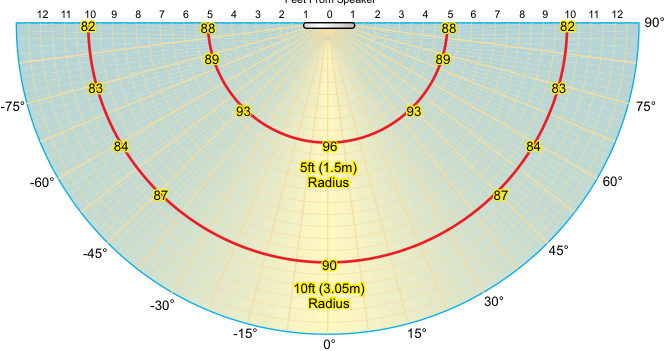 Feet From Speaker
12 11 10 9 8 7 6 5 4 3 2 1 0 1 2 3 4 5 6 7 8 9 10 11 12
82 88 88 82 90°
89 89
83 83
-75° 93 93 75°
84 96 84
5ft (1.5m)
Radius
-60° 60°
87 87
-45° 45°
90
10ft (3.05m)
Radius
-30° 30°
-15° 15°
0°